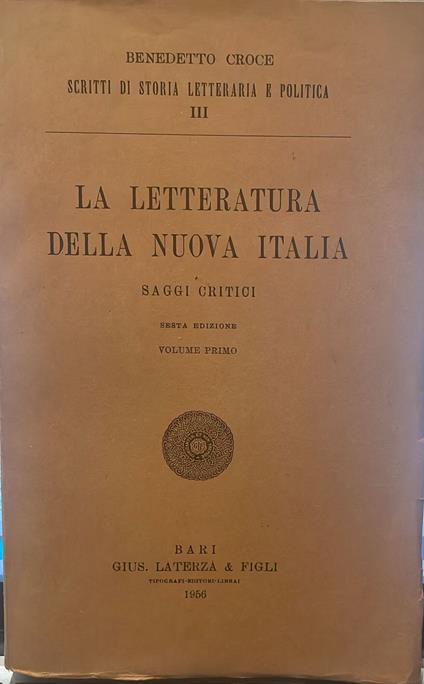 BENEDETTO CROCE
SCRITTI DI STORIA LETTERARIA E POLITICA
III
LA LETTERATURA
DELLA NUOVA ITALIA
SAGGI CRITICI
SESTA EDIZIONE
VOLUME PRIMO
BARI
GIUS. LATERZA & FIGLI
TIPOGRAFI-EDITORI-LIBRAI
1956